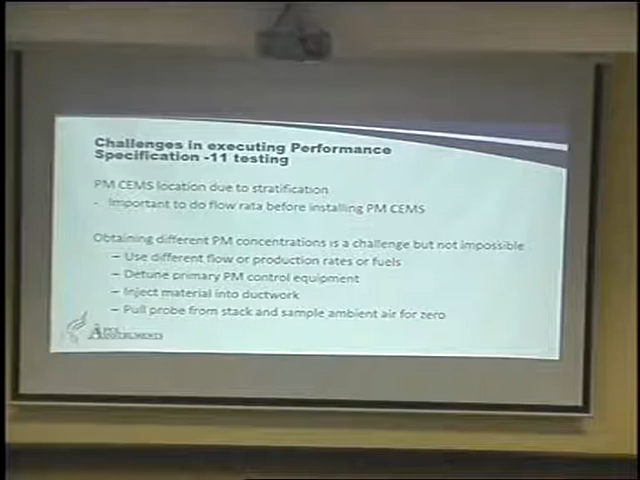 Challenges in executing Performance
Specification -11 testing
PM CEMS location due to stratification
- Important to do flow rata before installing PM CEMS
Obtaining different PM concentrations is a challenge but not impossible
– Use different flow or production rates or fuels
– Detune primary PM control equipment
– Inject material into ductwork
– Pull probe from stack and sample ambient air for zero
INSTRUMENTS